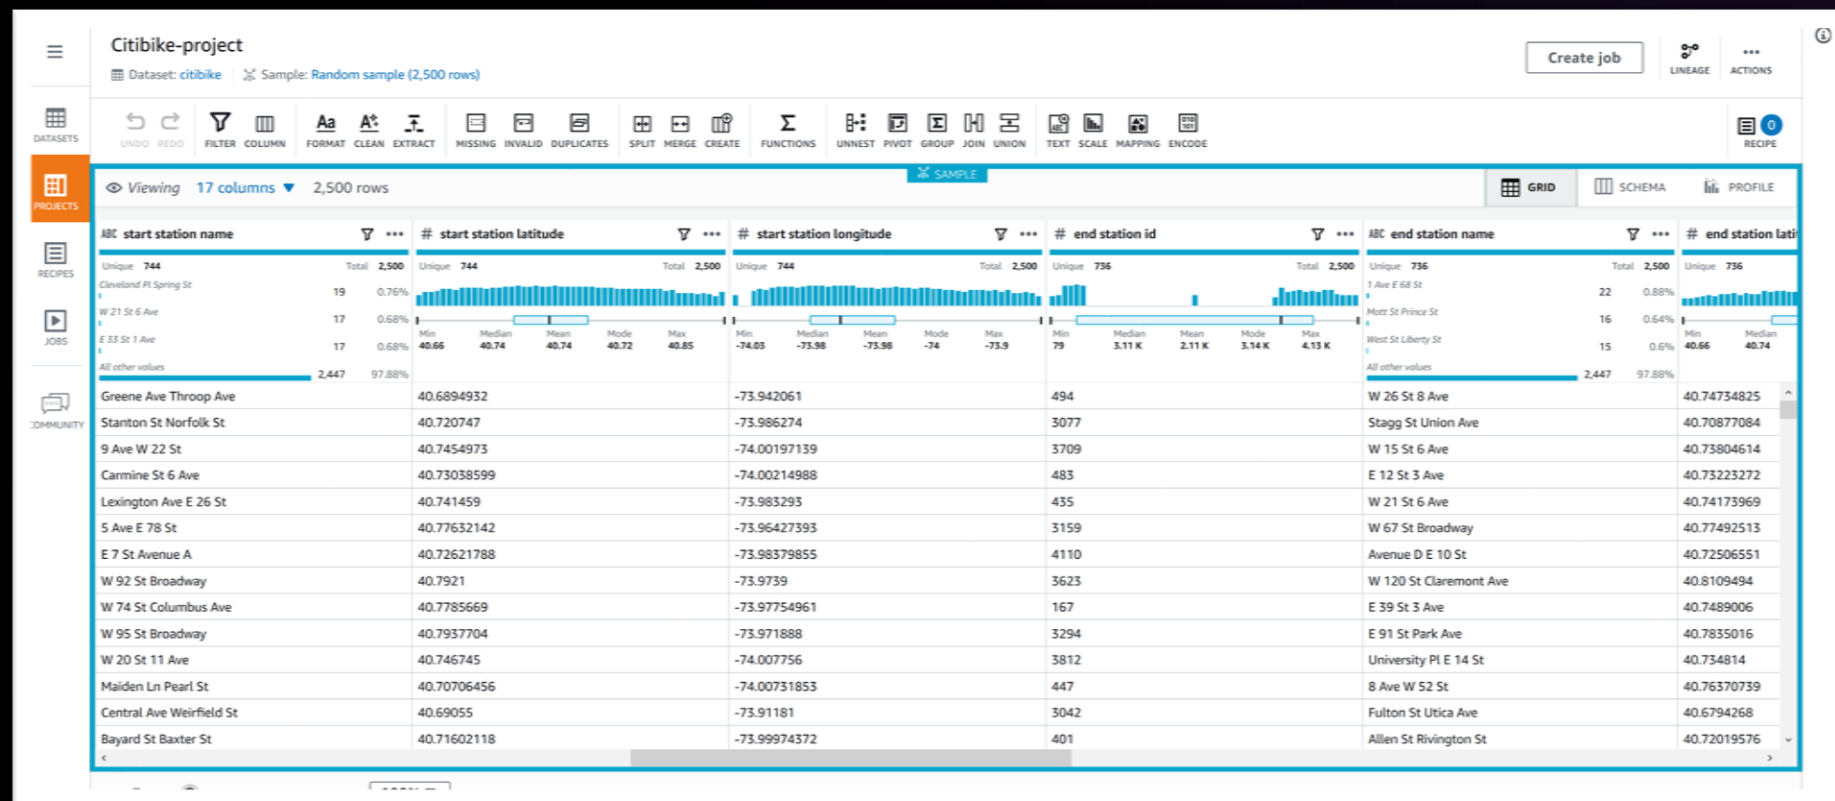 Citibike-project
Dataset: citibike Sample: Random sample (2,500 rows)
Create job
LINEAGE
ACTIONS
DATASETS
PROJECTS
RECIPES
JOBS
COMMUNITY
UNDO REDO FILTER COLUMN FORMAT CLEAN EXTRACT MISSING INVALID DUPLICATES SPLIT MERGE CREATE FUNCTIONS UNNEST PIVOT GROUP JOIN UNION TEXT SCALE MAPPING ENCODE
0
RECIPE
Viewing 17 columns 2,500 rows
SAMPLE
GRID SCHEMA PROFILE
ABC start station name # start station latitude # start station longitude # end station id ABC end station name # end station lati
Unique 744 Total 2,500 Unique 744 Total 2,500 Unique 744 Total 2,500 Unique 736 Total 2,500 Unique 736 Total 2,500 Unique 736
Cleveland Pl Spring St 19 0.76%
W 21 St 6 Ave 17 0.68%
E 33 St 1 Ave 17 0.68%
All other values 2,447 97.88%
Min Median Mean Mode Max
40.66 40.74 40.74 40.72 40.85
Min Median Mean Mode Max
-74.03 -73.98 -73.98 -74 -73.9
Min Median Mean Mode Max
79 3.11 K 2.11 K 3.14 K 4.13 K
1 Ave E 68 St 22 0.88%
Mott St Prince St 16 0.64%
West St Liberty St 15 0.6%
All other values 2,447 97.88%
Min Median
40.66 40.74
Greene Ave Throop Ave 40.6894932 -73.942061 494 W 26 St 8 Ave 40.74734825
Stanton St Norfolk St 40.720747 -73.986274 3077 Stagg St Union Ave 40.70877084
9 Ave W 22 St 40.7454973 -74.00197139 3709 W 15 St 6 Ave 40.73804614
Carmine St 6 Ave 40.73038599 -74.00214988 483 E 12 St 3 Ave 40.73223272
Lexington Ave E 26 St 40.741459 -73.983293 435 W 21 St 6 Ave 40.74173969
5 Ave E 78 St 40.77632142 -73.96427393 3159 W 67 St Broadway 40.77492513
E 7 St Avenue A 40.72621788 -73.98379855 4110 Avenue D E 10 St 40.72506551
W 92 St Broadway 40.7921 -73.9739 3623 W 120 St Claremont Ave 40.8109494
W 74 St Columbus Ave 40.7785669 -73.97754961 167 E 39 St 3 Ave 40.7489006
W 95 St Broadway 40.7937704 -73.971888 3294 E 91 St Park Ave 40.7835016
W 20 St 11 Ave 40.746745 -74.007756 3812 University Pl E 14 St 40.734814
Maiden Ln Pearl St 40.70706456 -74.00731853 447 8 Ave W 52 St 40.76370739
Central Ave Weirfield St 40.69055 -73.91181 3042 Fulton St Utica Ave 40.6794268
Bayard St Baxter St 40.71602118 -73.99974372 401 Allen St Rivington St 40.72019576